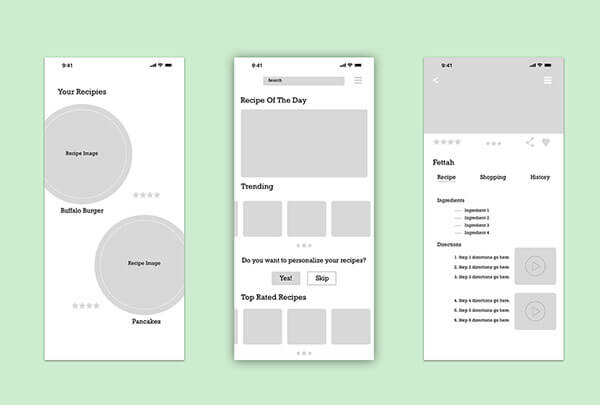 9:41
Your Recipies
Recipe Image
Buffalo Burger
Recipe Image
Pancakes
9:41
Search
Recipe Of The Day
Trending
Do you want to personalize your recipes?
Yes!
Skip
Top Rated Recipes
9:41
<
Fettah
Recipe Shopping History
Ingredients
Ingredient 1
Ingredient 2
Ingredient 3
Ingredient 4
Directions
1. Step 1 directions go here.
2. Step 2 directions go here.
3. Step 3 directions go here.
4. Step 4 directions go here.
5. Step 5 directions go here.
6. Step 6 directions go here.